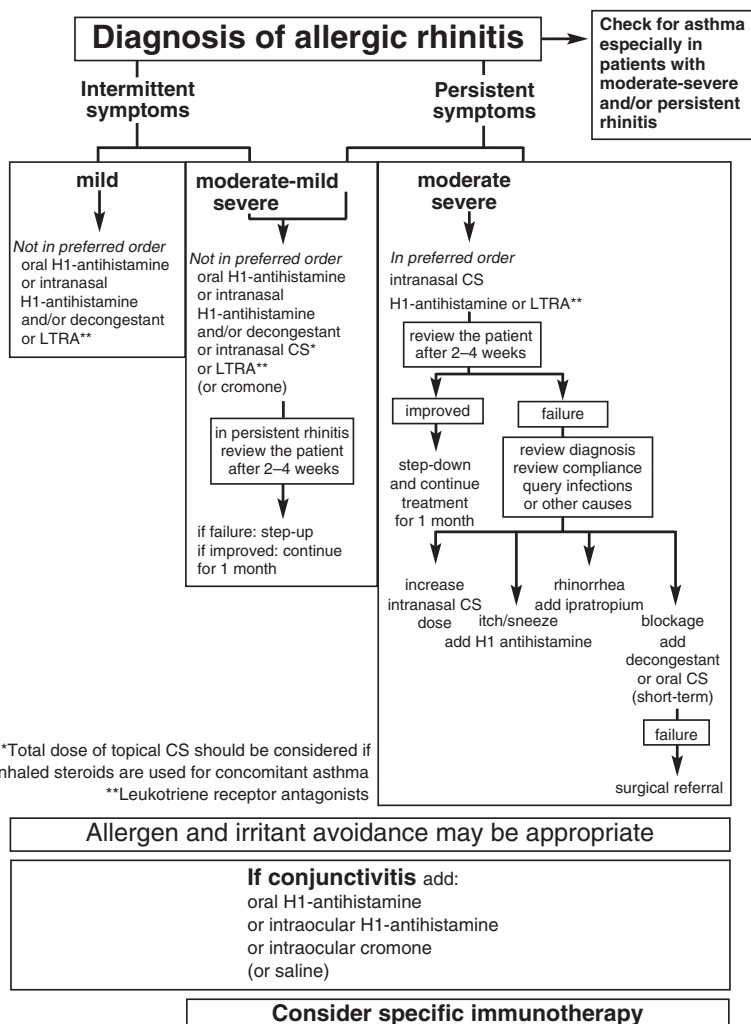 Diagnosis of allergic rhinitis
Check for asthma
especially in
patients with
moderate-severe
and/or persistent
rhinitis
Intermittent
symptoms
Persistent
symptoms
mild
Not in preferred order
oral H1-antihistamine
or intranasal
H1-antihistamine
and/or decongestant
or LTRA**
moderate-mild
severe
Not in preferred order
oral H1-antihistamine
or intranasal
H1-antihistamine
and/or decongestant
or intranasal CS*
or LTRA**
(or cromone)
in persistent rhinitis
review the patient
after 2–4 weeks
if failure: step-up
if improved: continue
for 1 month
moderate
severe
In preferred order
intranasal CS
H1-antihistamine or LTRA**
review the patient
after 2–4 weeks
improved
step-down
and continue
treatment
for 1 month
failure
review diagnosis
review compliance
query infections
or other causes
increase
intranasal CS
dose
itch/sneeze
add H1 antihistamine
rhinorrhea
add ipratropium
blockage
add
decongestant
or oral CS
(short-term)
failure
surgical referral
*Total dose of topical CS should be considered if
nhaled steroids are used for concomitant asthma
**Leukotriene receptor antagonists
Allergen and irritant avoidance may be appropriate
If conjunctivitis add:
oral H1-antihistamine
or intraocular H1-antihistamine
or intraocular cromone
(or saline)
Consider specific immunotherapy